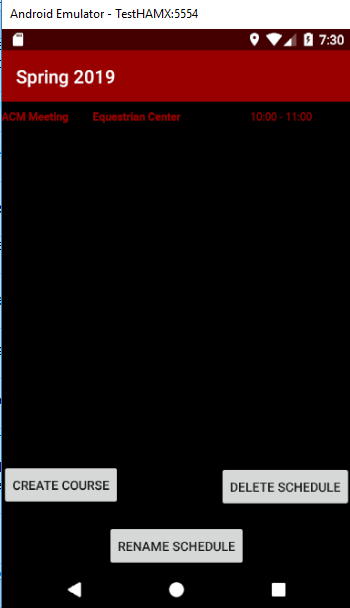 Android Emulator - TestHAMX:5554
7:30
Spring 2019
ACM Meeting Equestrian Center 10:00 - 11:00
CREATE COURSE
DELETE SCHEDULE
RENAME SCHEDULE